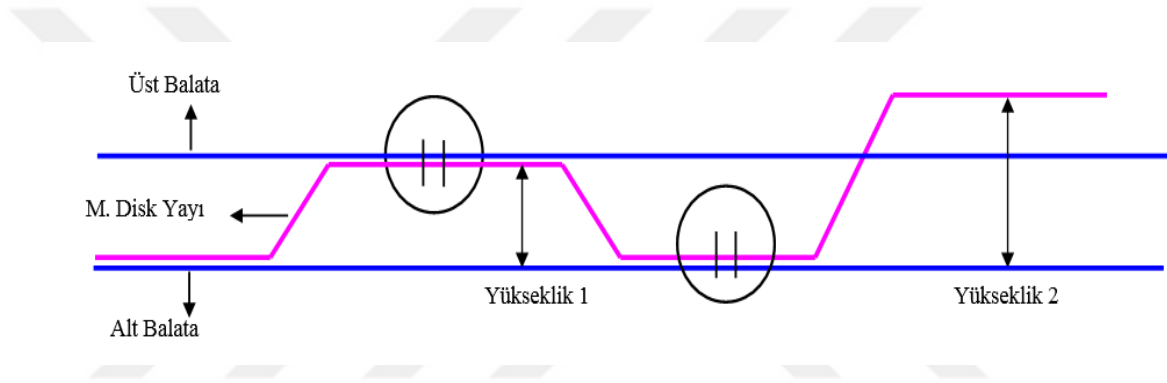 Üst Balata
M. Disk Yayı
Yükseklik 1
Yükseklik 2
Alt Balata